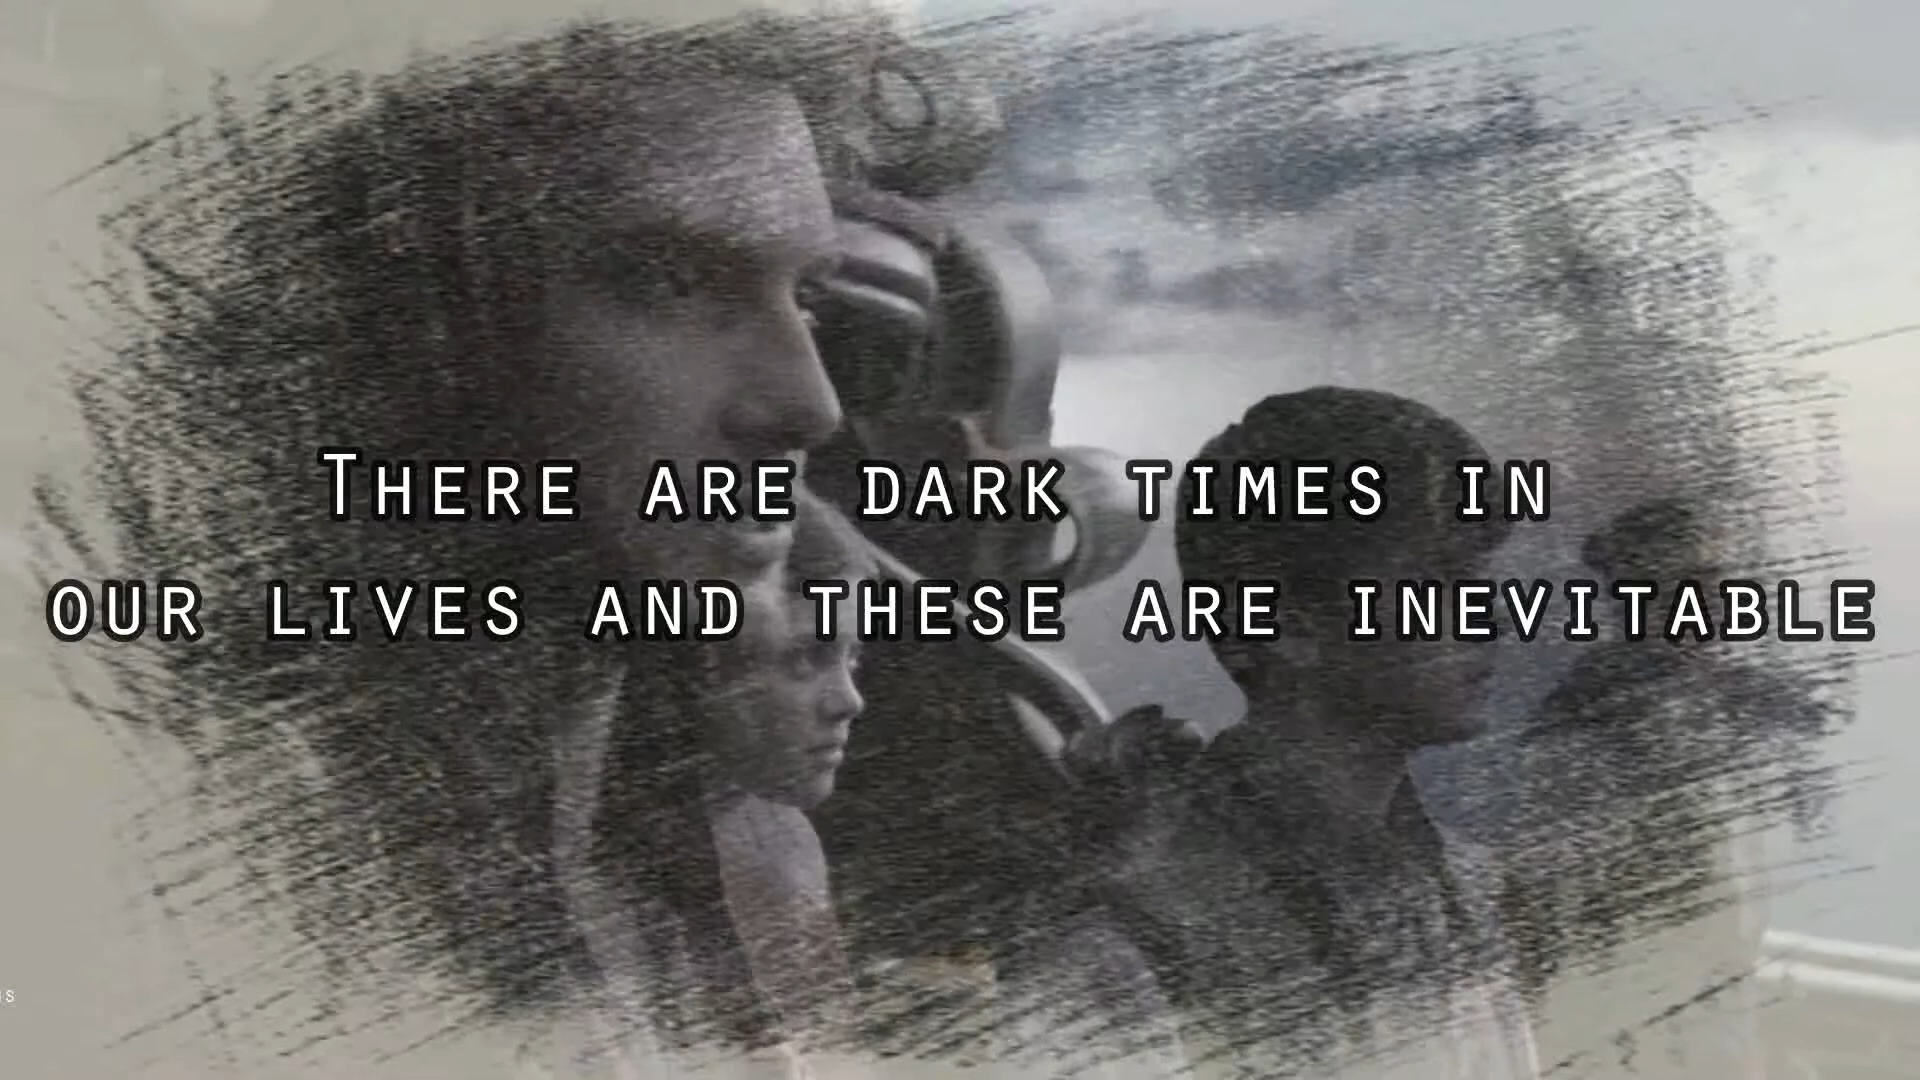 There are dark times in
our lives and these are inevitable